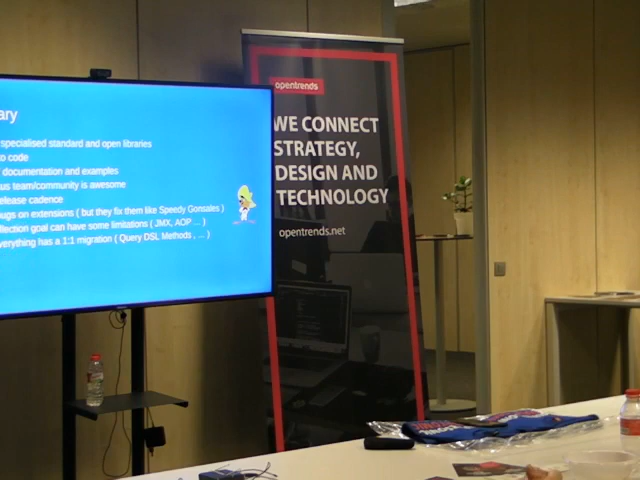 ary
specialised standard and open libraries
to code
documentation and examples
us team/community is awesome
elease cadence
ugs on extensions ( but they fix them like Speedy Gonsales )
llection goal can have some limitations ( JMX, AOP ... )
verything has a 1:1 migration ( Query DSL Methods , ... )
opentrends
WE CONNECT
STRATEGY,
DESIGN AND
TECHNOLOGY
opentrends.net